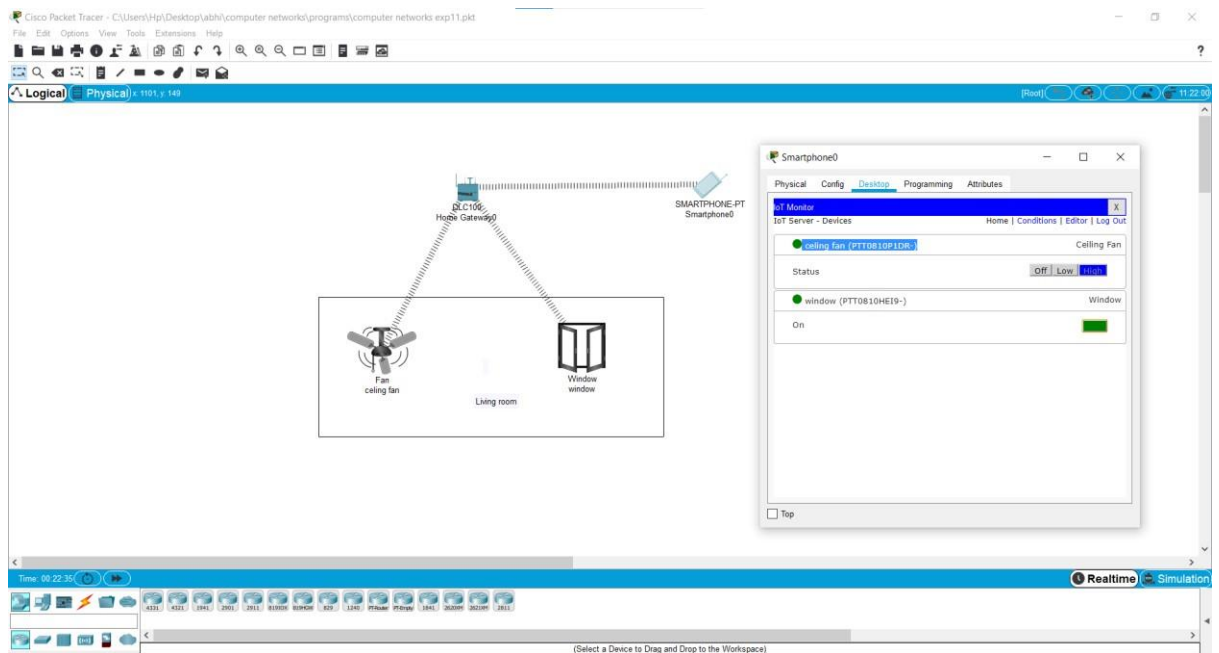 Cisco Packet Tracer - C:\Users\Hp\Desktop\abhi\computer networks\programs\computer networks exp11.pkt
File Edit Options View Tools Extensions Help
?
Logical Physical x: 1101, y: 149 [Root] 11:22:00
Smartphone0
Physical Config Desktop Programming Attributes
IoT Monitor X
IoT Server - Devices Home | Conditions | Editor | Log Out
celing fan (PTT0810P1DR-) Ceiling Fan
Status Off Low High
window (PTT0810HEI9-) Window
On
Top
DLC100
Home Gateway0
SMARTPHONE-PT
Smartphone0
Fan
celing fan
Window
window
Living room
Time: 00:22:35 Realtime Simulation
4331 4321 1941 2901 2911 819HGW 829 1240 PT-Router PT-Empty 1841 2620XM 2621XM 2811
(Select a Device to Drag and Drop to the Workspace)